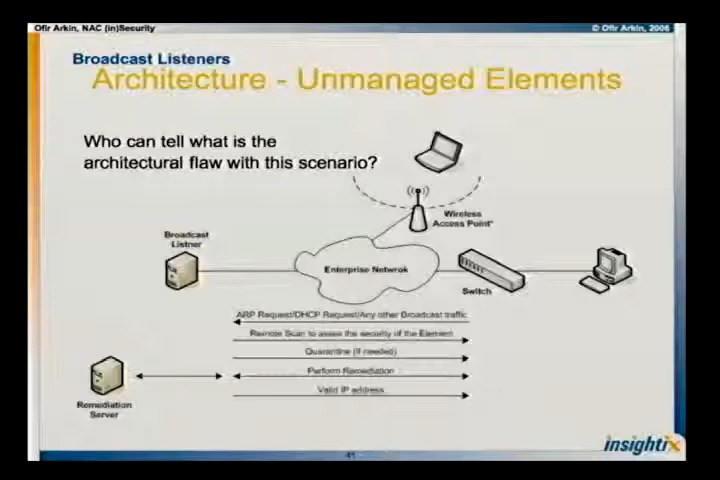 Ofir Arkin, NAC (in)Security
© Ofir Arkin, 2006
Broadcast Listeners
Architecture - Unmanaged Elements
Who can tell what is the
architectural flaw with this scenario?
Wireless
Access Point*
Broadcast
Listner
Enterprise Netwrok
Switch
ARP Request/DHCP Request/Any other Broadcast traffic
Remote Scan to assess the security of the Element
Quarantine (if needed)
Perform Remediation
Valid IP address
Remediation
Server
41
insightix